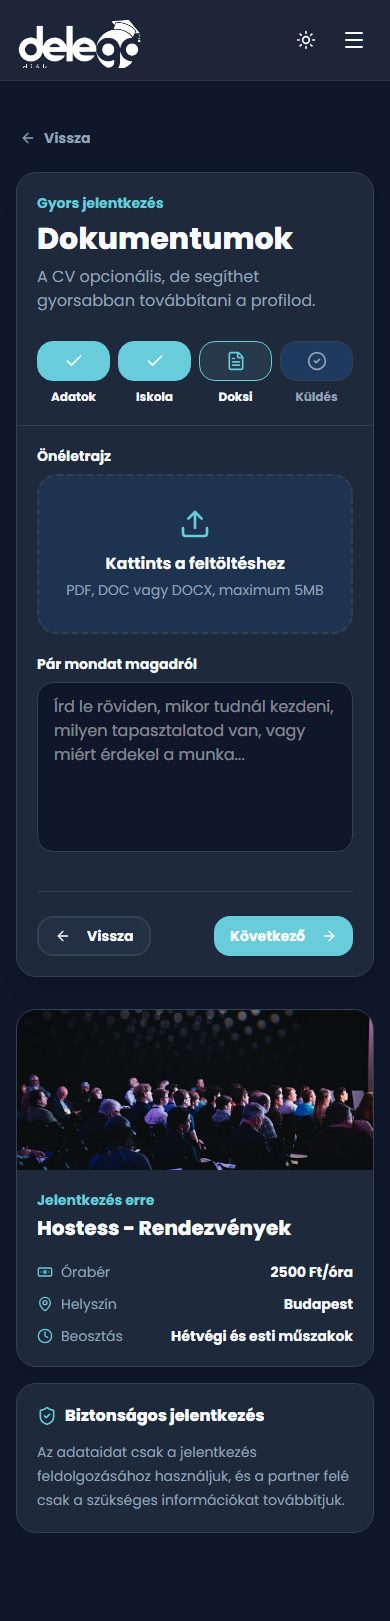 delego
diák
Vissza
Gyors jelentkezés
Dokumentumok
A CV opcionális, de segíthet
gyorsabban továbbítani a profilod.
Adatok
Iskola
Doksi
Küldés
Önéletrajz
Kattints a feltöltéshez
PDF, DOC vagy DOCX, maximum 5MB
Pár mondat magadról
Írd le röviden, mikor tudnál kezdeni,
milyen tapasztalatod van, vagy
miért érdekel a munka...
Vissza
Következő
Jelentkezés erre
Hostess - Rendezvények
Órabér 2500 Ft/óra
Helyszín Budapest
Beosztás Hétvégi és esti műszakok
Biztonságos jelentkezés
Az adataidat csak a jelentkezés
feldolgozásához használjuk, és a partner felé
csak a szükséges információkat továbbítjuk.